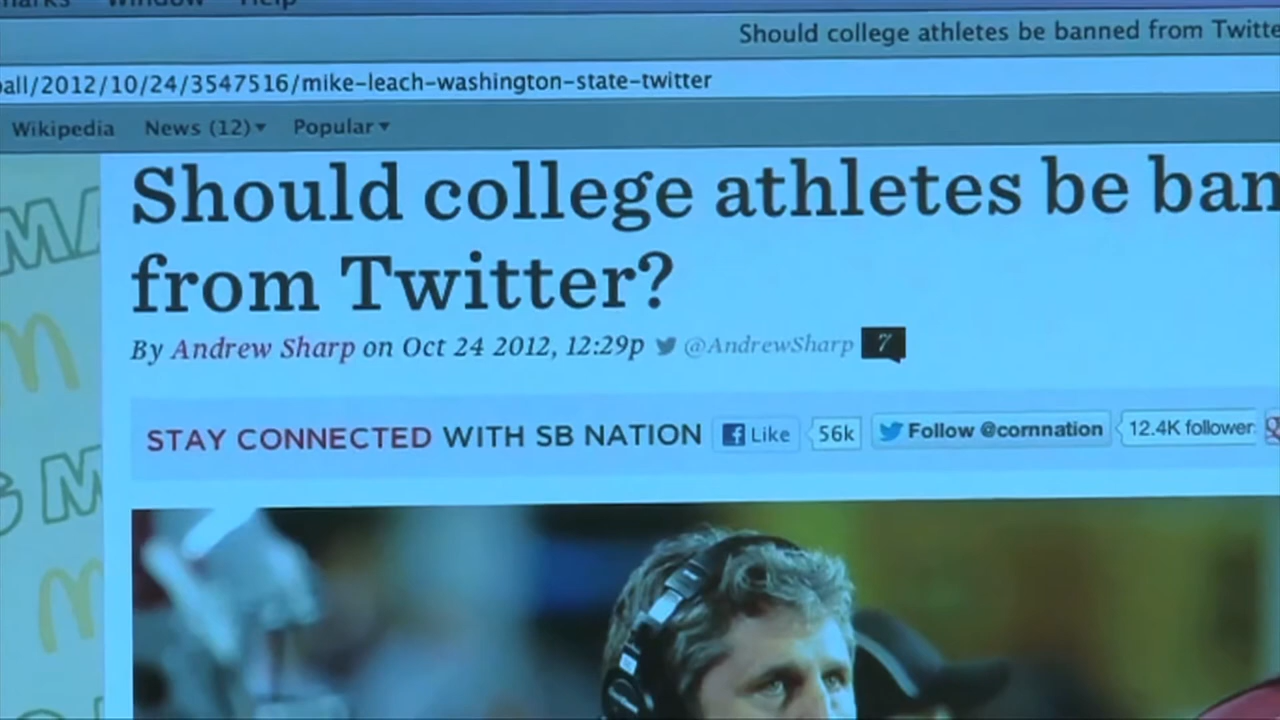 Window Help
Should college athletes be banned from Twitte
all/2012/10/24/3547516/mike-leach-washington-state-twitter
Wikipedia News (12) Popular
Should college athletes be ban
from Twitter?
By Andrew Sharp on Oct 24 2012, 12:29p @AndrewSharp 7
STAY CONNECTED WITH SB NATION Like 56k Follow @cornnation 12.4K follower